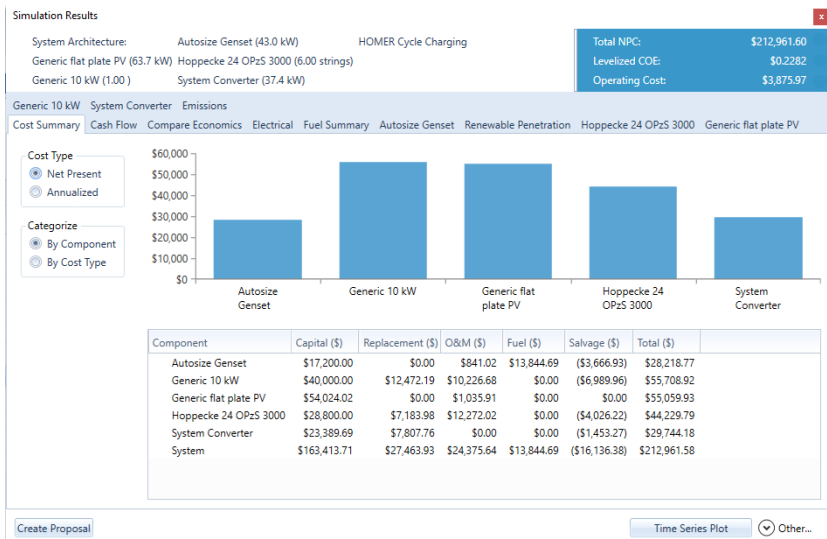 Simulation Results
x
System Architecture: Autosize Genset (43.0 kW) HOMER Cycle Charging
Generic flat plate PV (63.7 kW) Hoppecke 24 OPzS 3000 (6.00 strings)
Generic 10 kW (1.00 ) System Converter (37.4 kW)
Total NPC: $212,961.60
Levelized COE: $0.2282
Operating Cost: $3,875.97
Generic 10 kW System Converter Emissions
Cost Summary Cash Flow Compare Economics Electrical Fuel Summary Autosize Genset Renewable Penetration Hoppecke 24 OPzS 3000 Generic flat plate PV
Cost Type
Net Present
Annualized
Categorize
By Component
By Cost Type
$60,000
$50,000
$40,000
$30,000
$20,000
$10,000
$0
Autosize Genset
Generic 10 kW
Generic flat plate PV
Hoppecke 24 OPzS 3000
System Converter
Component Capital ($) Replacement ($) O&M ($) Fuel ($) Salvage ($) Total ($)
Autosize Genset $17,200.00 $0.00 $841.02 $13,844.69 ($3,666.93) $28,218.77
Generic 10 kW $40,000.00 $12,472.19 $10,226.68 $0.00 ($6,989.96) $55,708.92
Generic flat plate PV $54,024.02 $0.00 $1,035.91 $0.00 $0.00 $55,059.93
Hoppecke 24 OPzS 3000 $28,800.00 $7,183.98 $12,272.02 $0.00 ($4,026.22) $44,229.79
System Converter $23,389.69 $7,807.76 $0.00 $0.00 ($1,453.27) $29,744.18
System $163,413.71 $27,463.93 $24,375.64 $13,844.69 ($16,136.38) $212,961.58
Create Proposal
Time Series Plot
Other...